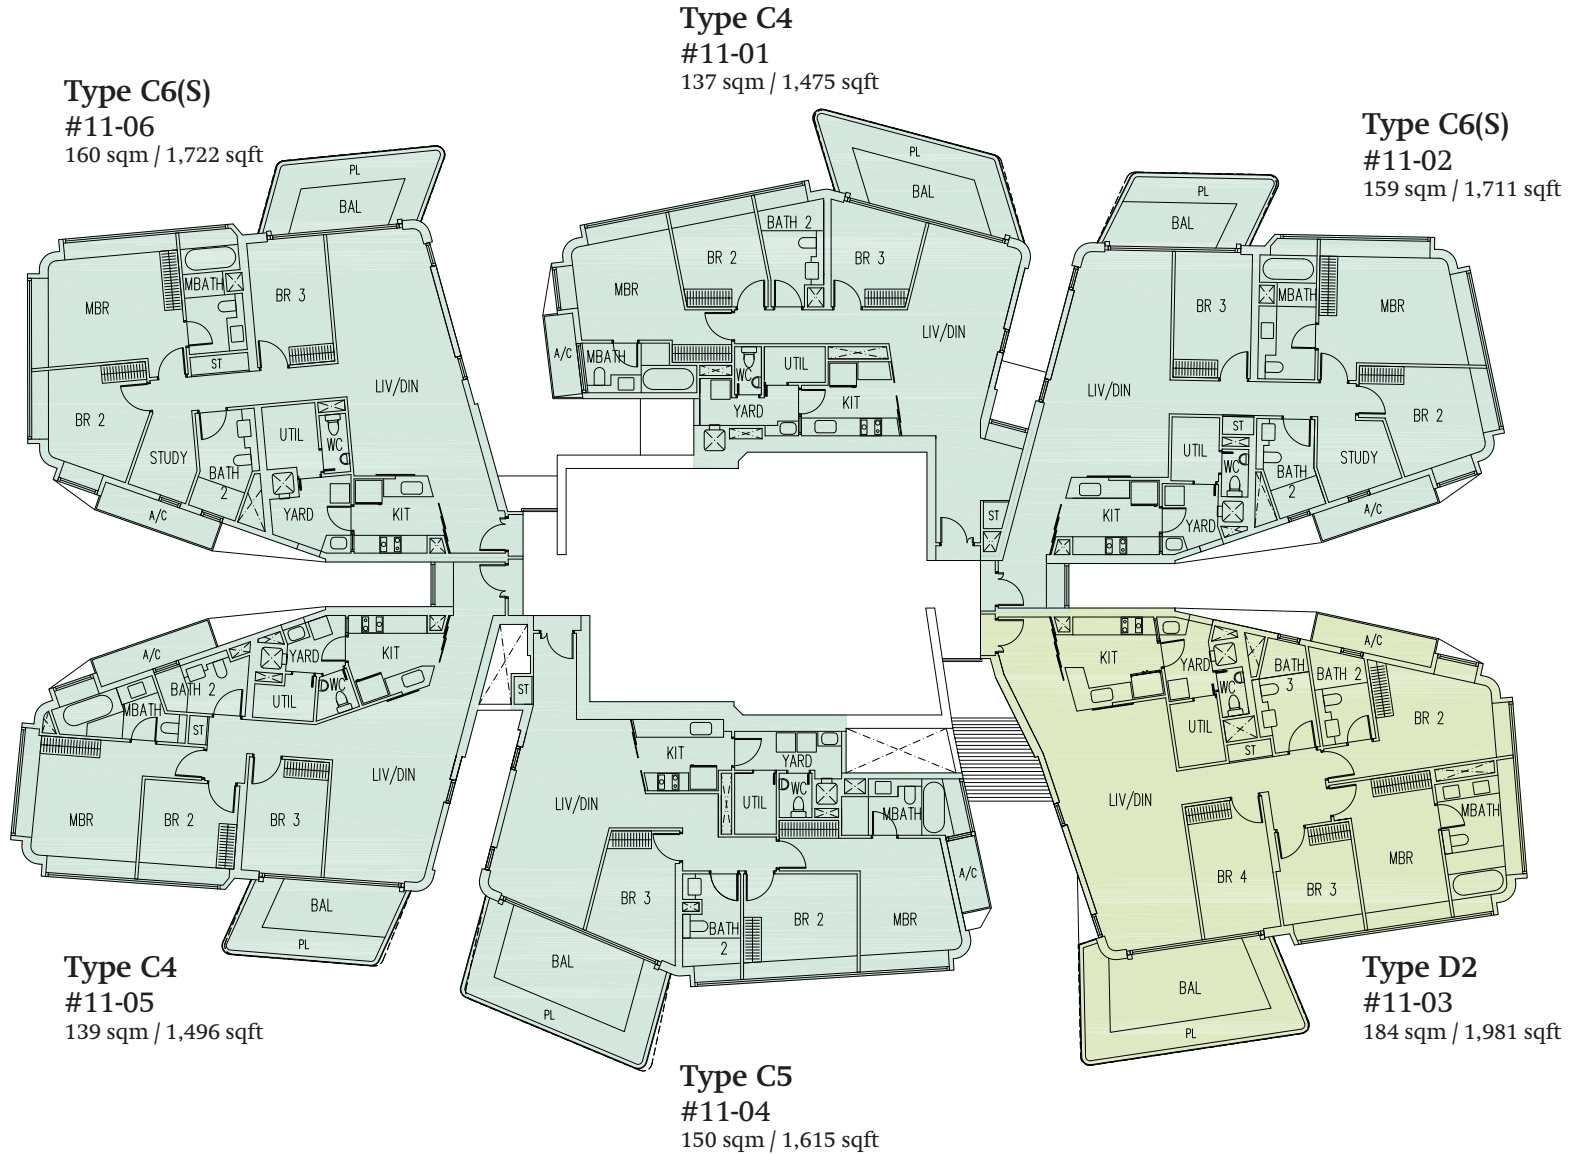 Type C4
#11-01
137 sqm / 1,475 sqft
Type C6(S)
#11-06
160 sqm / 1,722 sqft
Type C6(S)
#11-02
159 sqm / 1,711 sqft
PL
BAL
MBR
MBATH
BR 3
ST
LIV/DIN
BR 2
STUDY
BATH
2
UTIL
WC
YARD
KIT
A/C
PL
BAL
BATH 2
BR 2
BR 3
MBR
LIV/DIN
A/C
MBATH
WC
UTIL
YARD
KIT
ST
PL
BAL
BR 3
MBATH
MBR
LIV/DIN
BR 2
ST
UTIL
WC
BATH
2
STUDY
KIT
YARD
A/C
A/C
YARD
KIT
BATH 2
UTIL
WC
MBATH
ST
LIV/DIN
MBR
BR 2
BR 3
BAL
PL
ST
KIT
YARD
LIV/DIN
UTIL
WC
MBATH
A/C
BR 3
BR 2
MBR
BATH
2
BAL
PL
A/C
KIT
YARD
BATH
3
BATH 2
WC
BR 2
UTIL
ST
LIV/DIN
MBATH
MBR
BR 4
BR 3
BAL
PL
Type C4
#11-05
139 sqm / 1,496 sqft
Type D2
#11-03
184 sqm / 1,981 sqft
Type C5
#11-04
150 sqm / 1,615 sqft